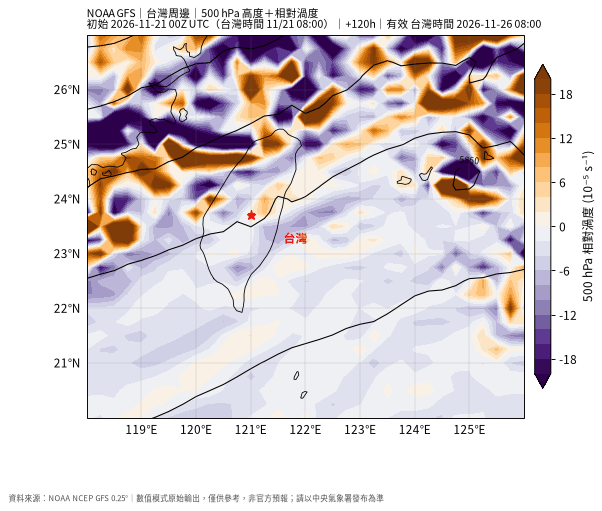 NOAA GFS｜台灣周邊｜500 hPa 高度＋相對渦度
初始 2026-11-21 00Z UTC（台灣時間 11/21 08:00）｜+120h｜有效 台灣時間 2026-11-26 08:00
26°N
25°N
24°N
23°N
22°N
21°N
119°E 120°E 121°E 122°E 123°E 124°E 125°E
5850
台灣
18
12
6
0
-6
-12
-18
500 hPa 相對渦度 (10⁻⁵ s⁻¹)
資料來源：NOAA NCEP GFS 0.25°｜數值模式原始輸出，僅供參考，非官方預報；請以中央氣象署發布為準